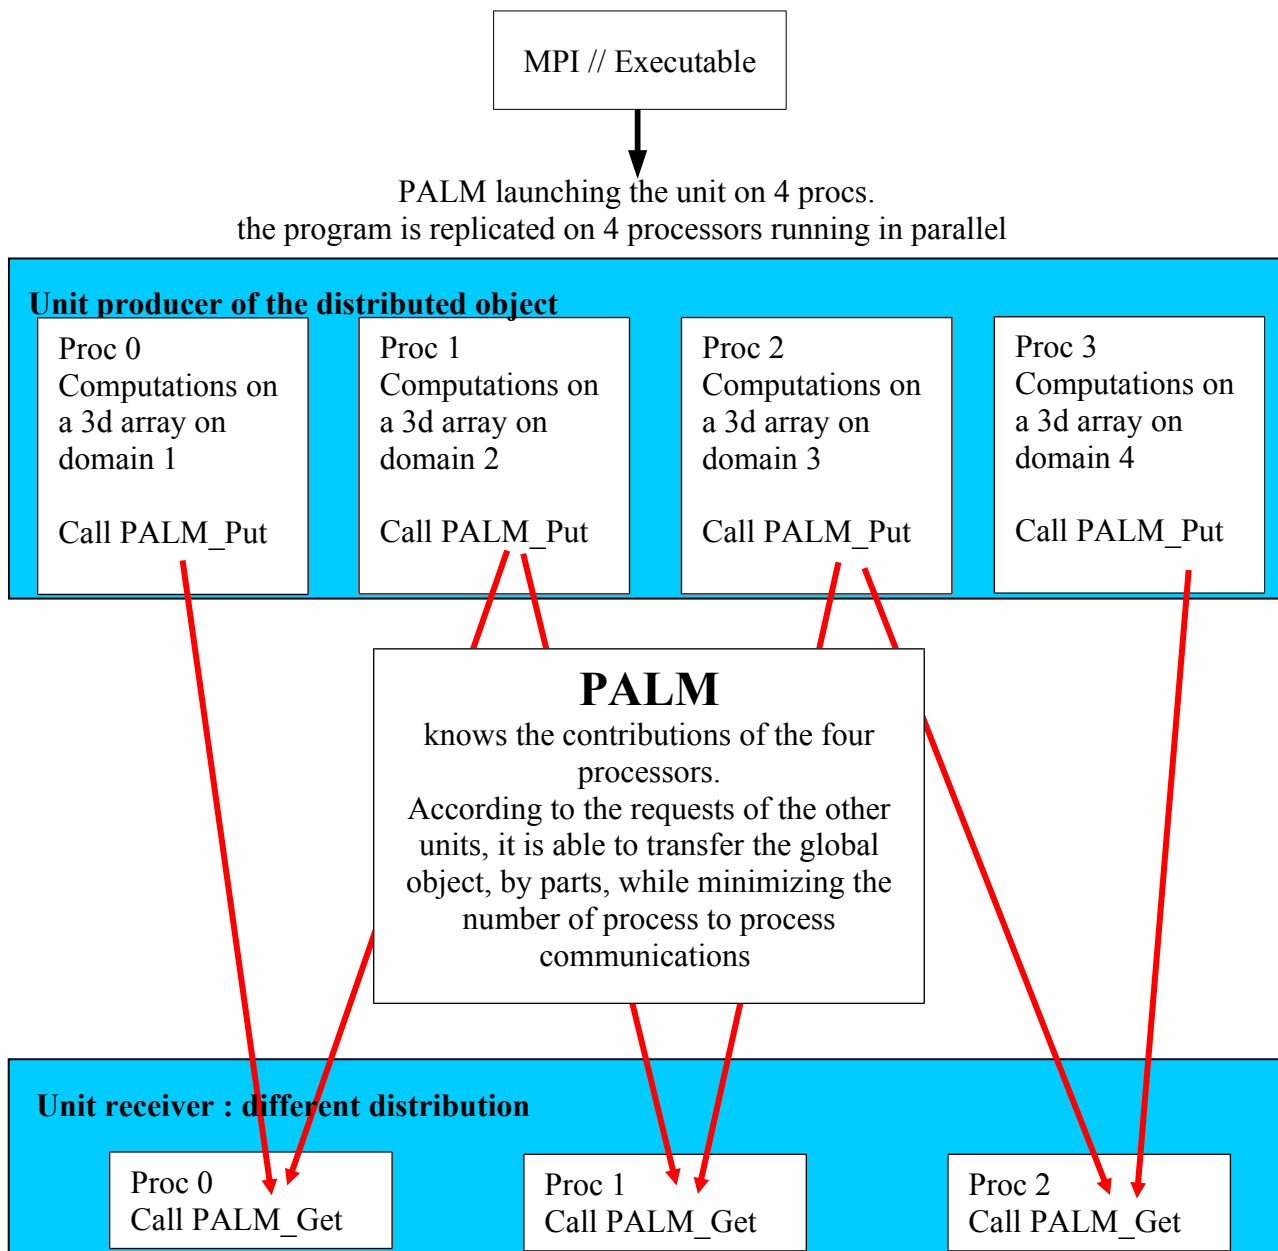 MPI // Executable
PALM launching the unit on 4 procs.
the program is replicated on 4 processors running in parallel
Unit producer of the distributed object
Proc 0
Computations on
a 3d array on
domain 1
Call PALM_Put
Proc 1
Computations on
a 3d array on
domain 2
Call PALM_Put
Proc 2
Computations on
a 3d array on
domain 3
Call PALM_Put
Proc 3
Computations on
a 3d array on
domain 4
Call PALM_Put
PALM
knows the contributions of the four
processors.
According to the requests of the other
units, it is able to transfer the global
object, by parts, while minimizing the
number of process to process
communications
Unit receiver : different distribution
Proc 0
Call PALM_Get
Proc 1
Call PALM_Get
Proc 2
Call PALM_Get